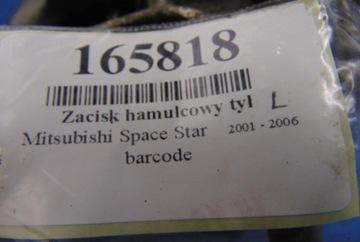 165818
Zacisk hamulcowy tył L
Mitsubishi Space Star 2001 - 2006
barcode